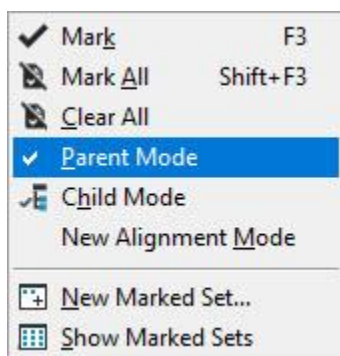 Mark F3
Mark All Shift+F3
Clear All
Parent Mode
Child Mode
New Alignment Mode
New Marked Set...
Show Marked Sets